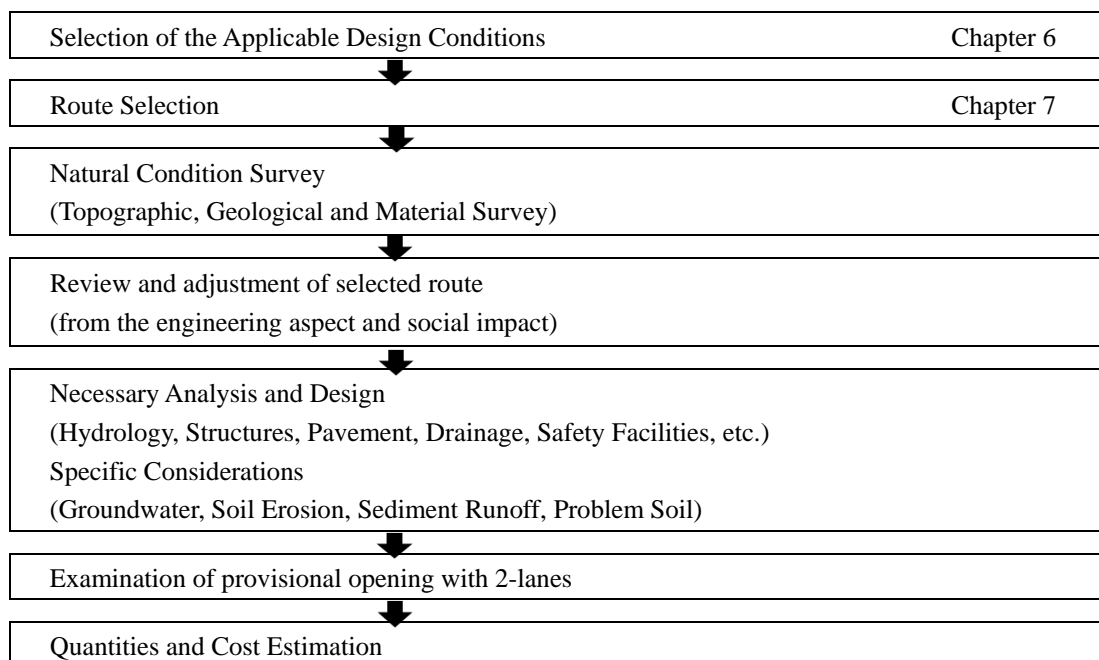 Selection of the Applicable Design Conditions Chapter 6
Route Selection Chapter 7
Natural Condition Survey
(Topographic, Geological and Material Survey)
Review and adjustment of selected route
(from the engineering aspect and social impact)
Necessary Analysis and Design
(Hydrology, Structures, Pavement, Drainage, Safety Facilities, etc.)
Specific Considerations
(Groundwater, Soil Erosion, Sediment Runoff, Problem Soil)
Examination of provisional opening with 2-lanes
Quantities and Cost Estimation